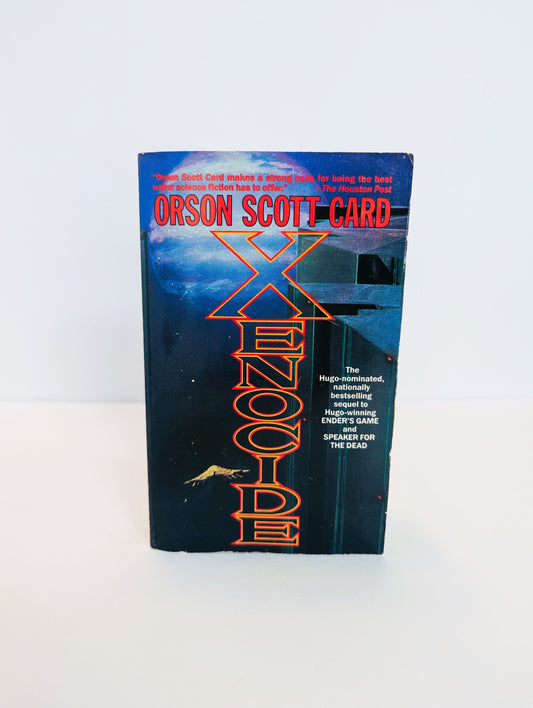 "Orson Scott Card makes a strong case for being the best
writer science fiction has to offer." —The Houston Post
ORSON SCOTT CARD
XENOCIDE
The
Hugo-nominated,
nationally
bestselling
sequel to
Hugo-winning
ENDER'S GAME
and
SPEAKER FOR
THE DEAD